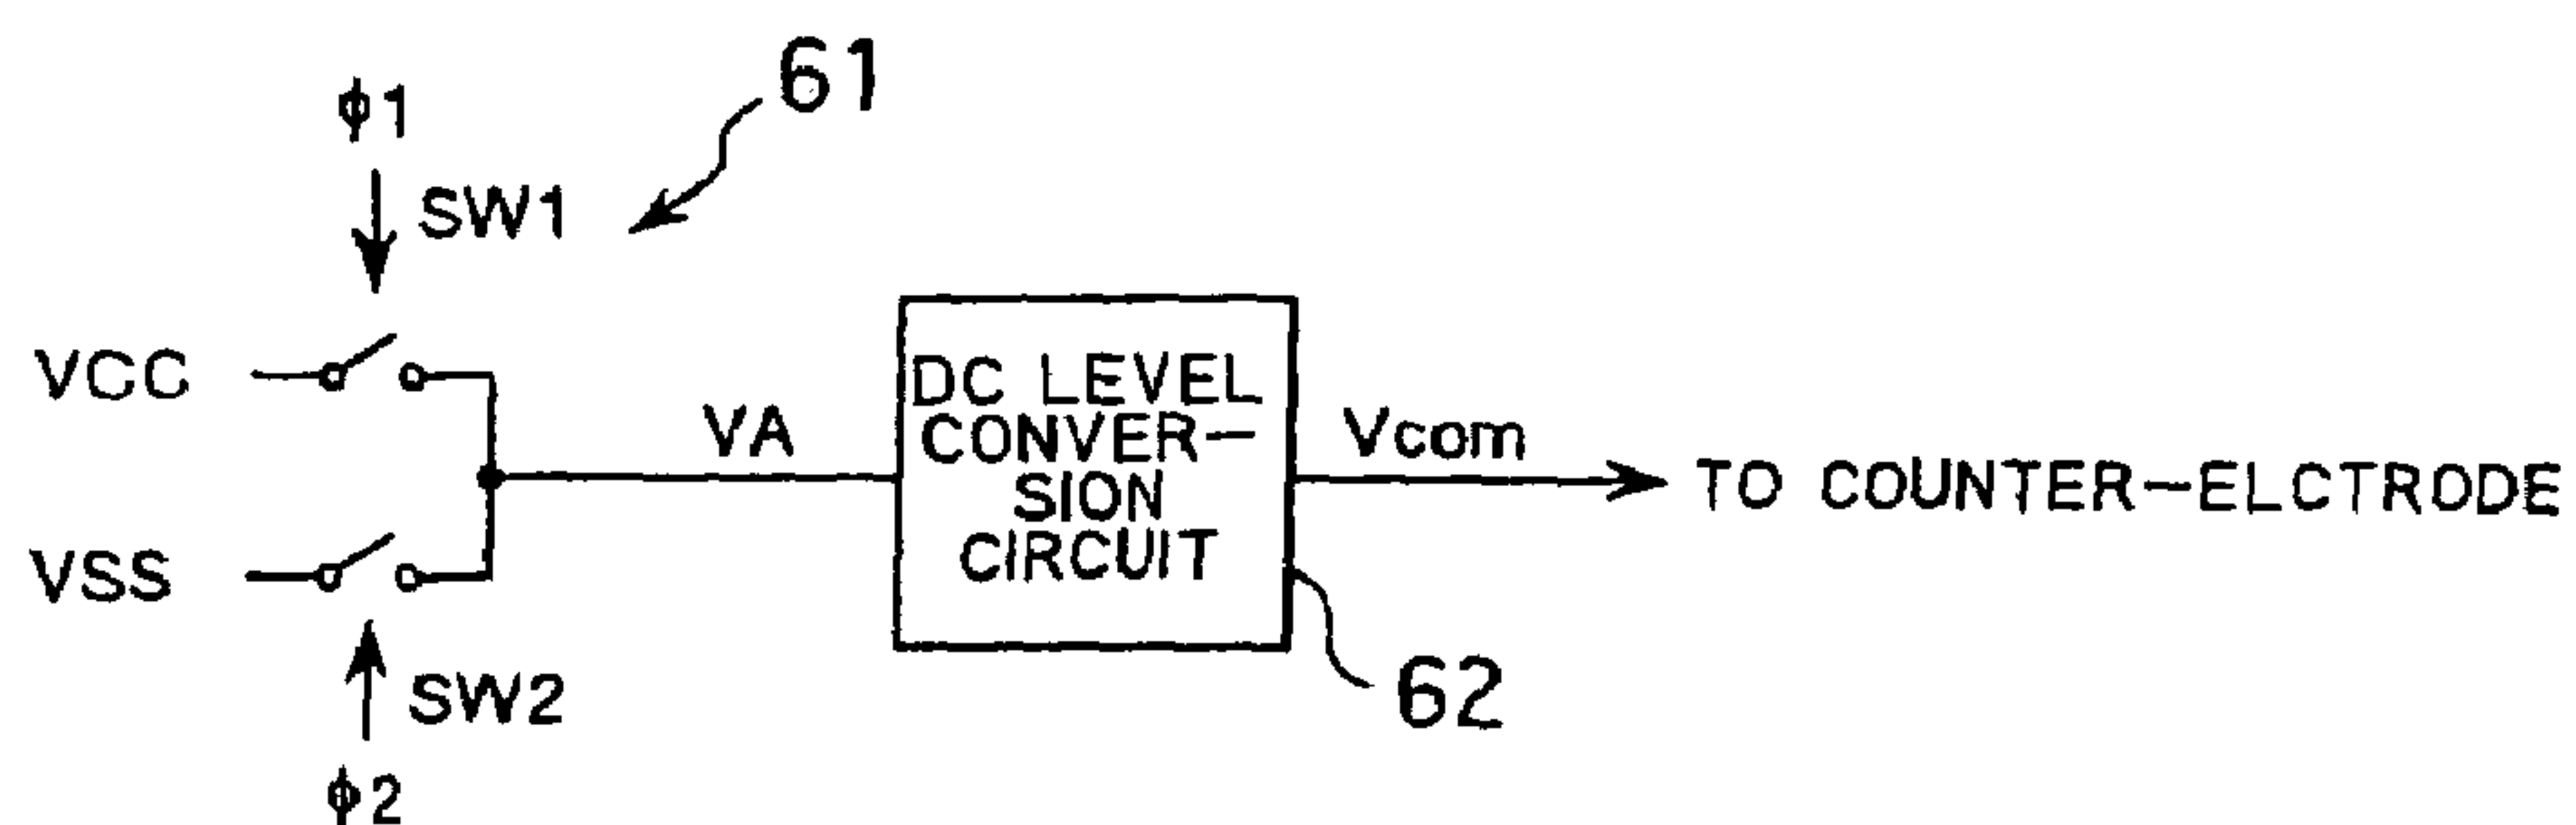 61
ϕ1
SW1
VCC
VA
DC LEVEL
CONVER-
SION
CIRCUIT
Vcom
TO COUNTER-ELCTRODE
VSS
SW2
62
ϕ2